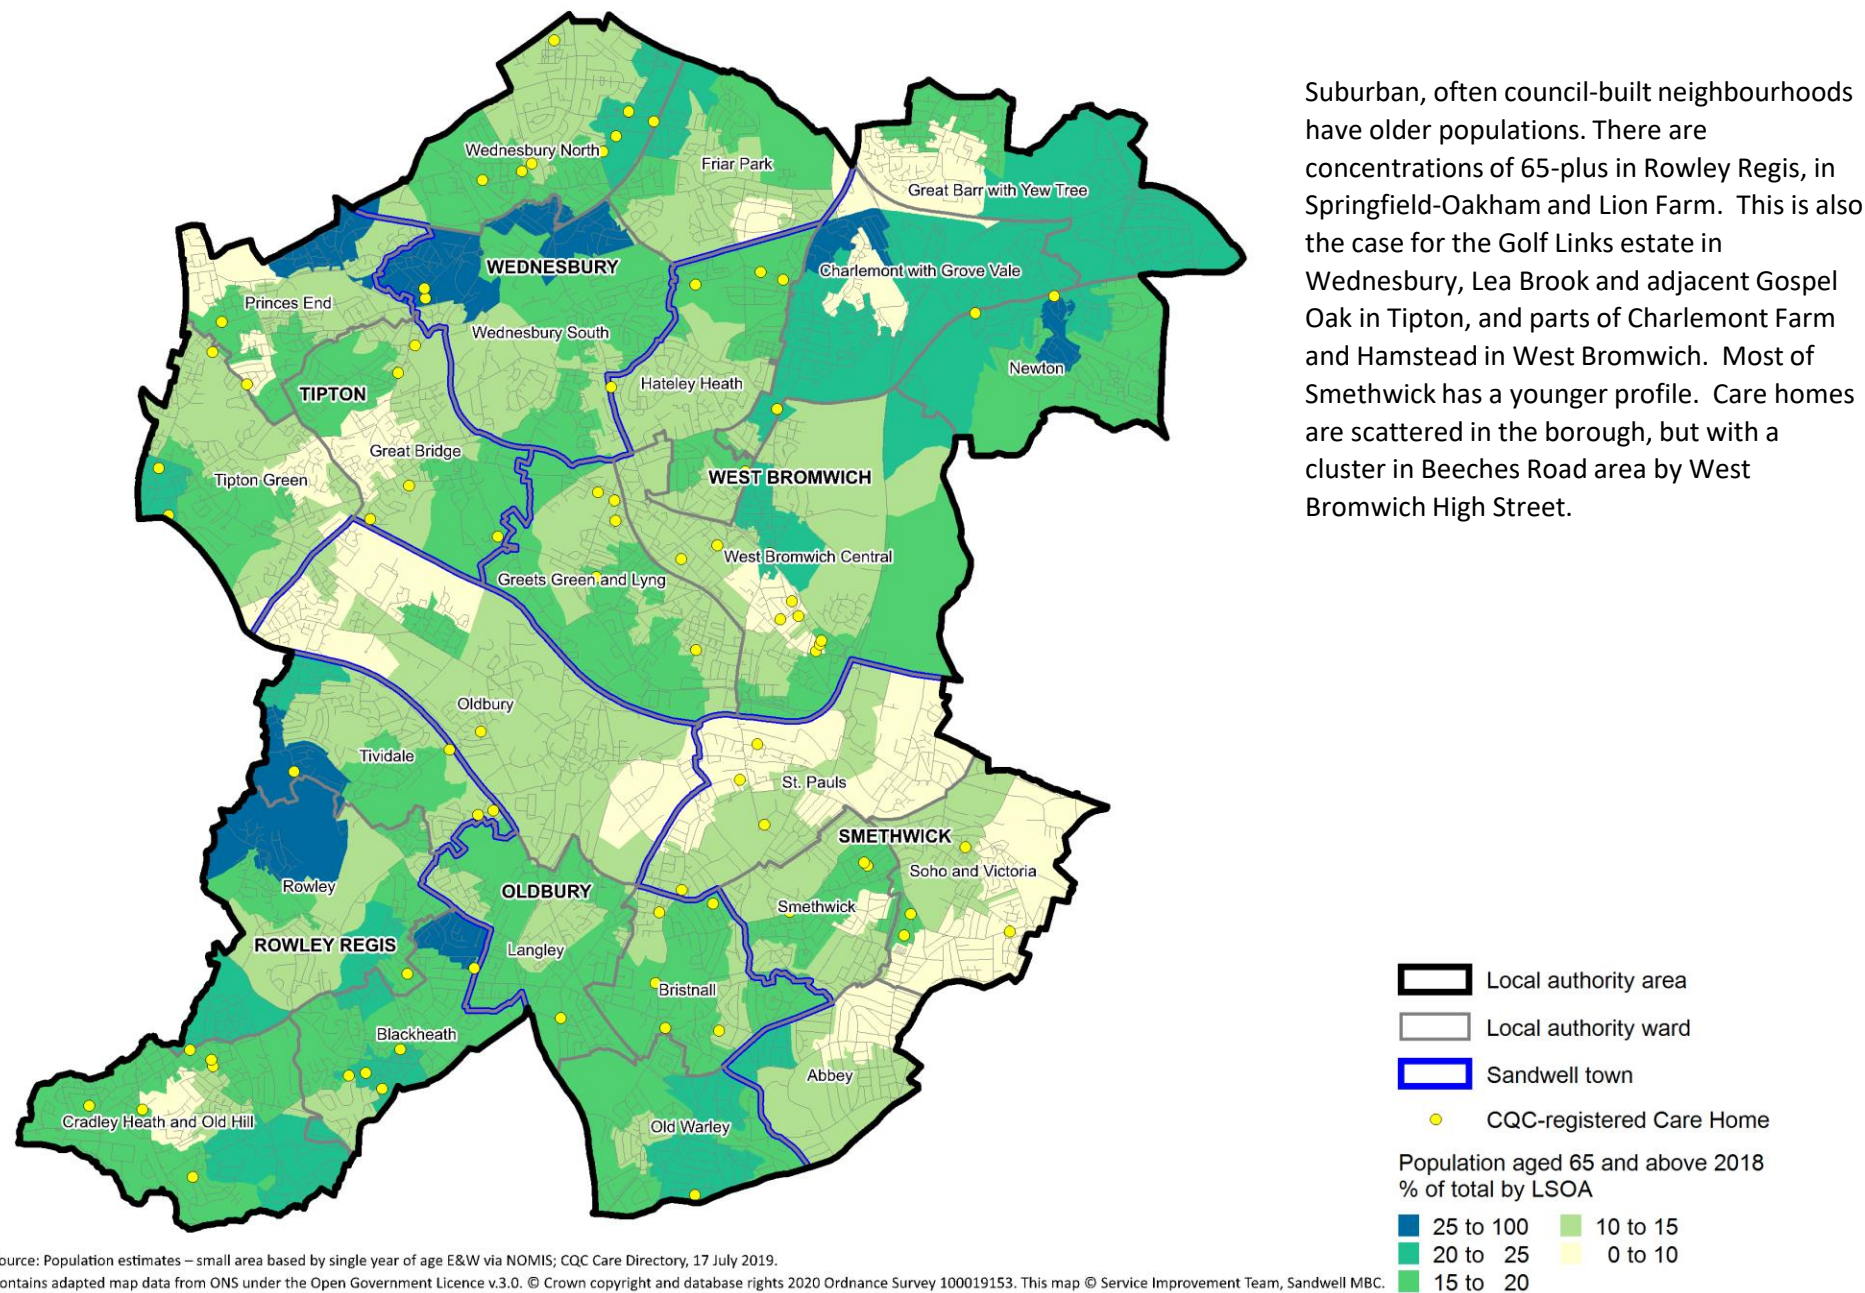 Suburban, often council-built neighbourhoods
have older populations. There are
concentrations of 65-plus in Rowley Regis, in
Springfield-Oakham and Lion Farm.  This is also
the case for the Golf Links estate in
Wednesbury, Lea Brook and adjacent Gospel
Oak in Tipton, and parts of Charlemont Farm
and Hamstead in West Bromwich.  Most of
Smethwick has a younger profile.  Care homes
are scattered in the borough, but with a
cluster in Beeches Road area by West
Bromwich High Street.
Wednesbury North
Friar Park
Great Barr with Yew Tree
WEDNESBURY
Charlemont with Grove Vale
Princes End
Wednesbury South
Newton
Hateley Heath
TIPTON
Great Bridge
Tipton Green
WEST BROMWICH
West Bromwich Central
Greets Green and Lyng
Oldbury
Tividale
St. Pauls
SMETHWICK
Soho and Victoria
Rowley
OLDBURY
Smethwick
ROWLEY REGIS
Langley
Bristnall
Blackheath
Abbey
Cradley Heath and Old Hill
Old Warley
Local authority area
Local authority ward
Sandwell town
CQC-registered Care Home
Population aged 65 and above 2018
% of total by LSOA
25 to 100
20 to 25
15 to 20
10 to 15
0 to 10
ource: Population estimates – small area based by single year of age E&W via NOMIS; CQC Care Directory, 17 July 2019.
ontains adapted map data from ONS under the Open Government Licence v.3.0. © Crown copyright and database rights 2020 Ordnance Survey 100019153. This map © Service Improvement Team, Sandwell MBC.